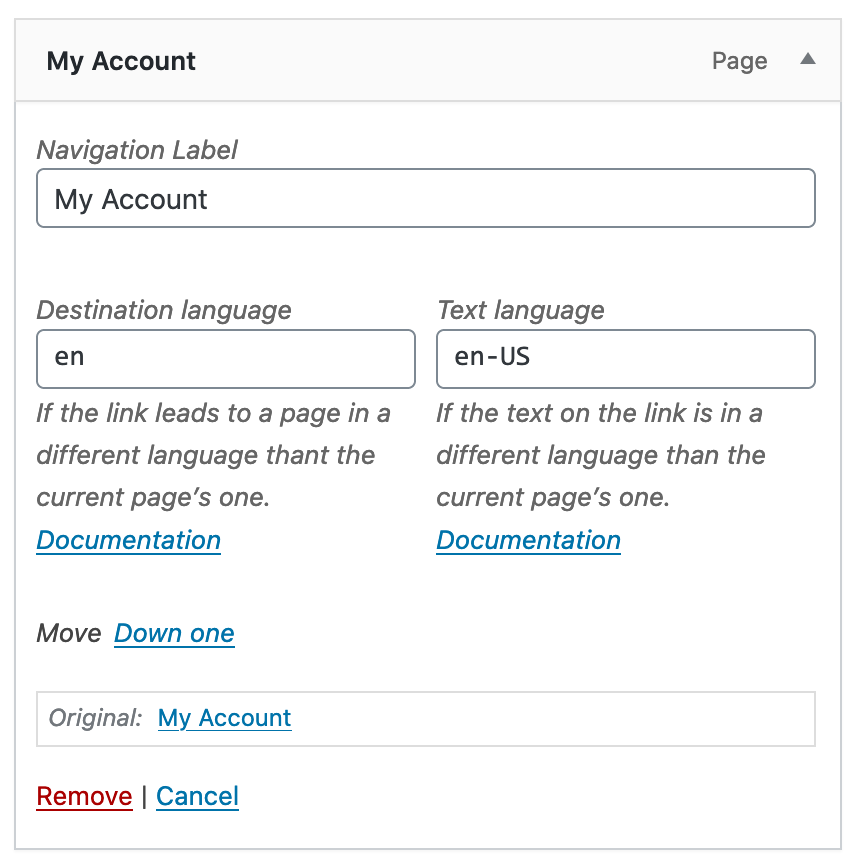 My Account Page
Navigation Label
My Account
Destination language
en
If the link leads to a page in a
different language thant the
current page’s one.
Documentation
Text language
en-US
If the text on the link is in a
different language than the
current page’s one.
Documentation
Move Down one
Original: My Account
Remove | Cancel